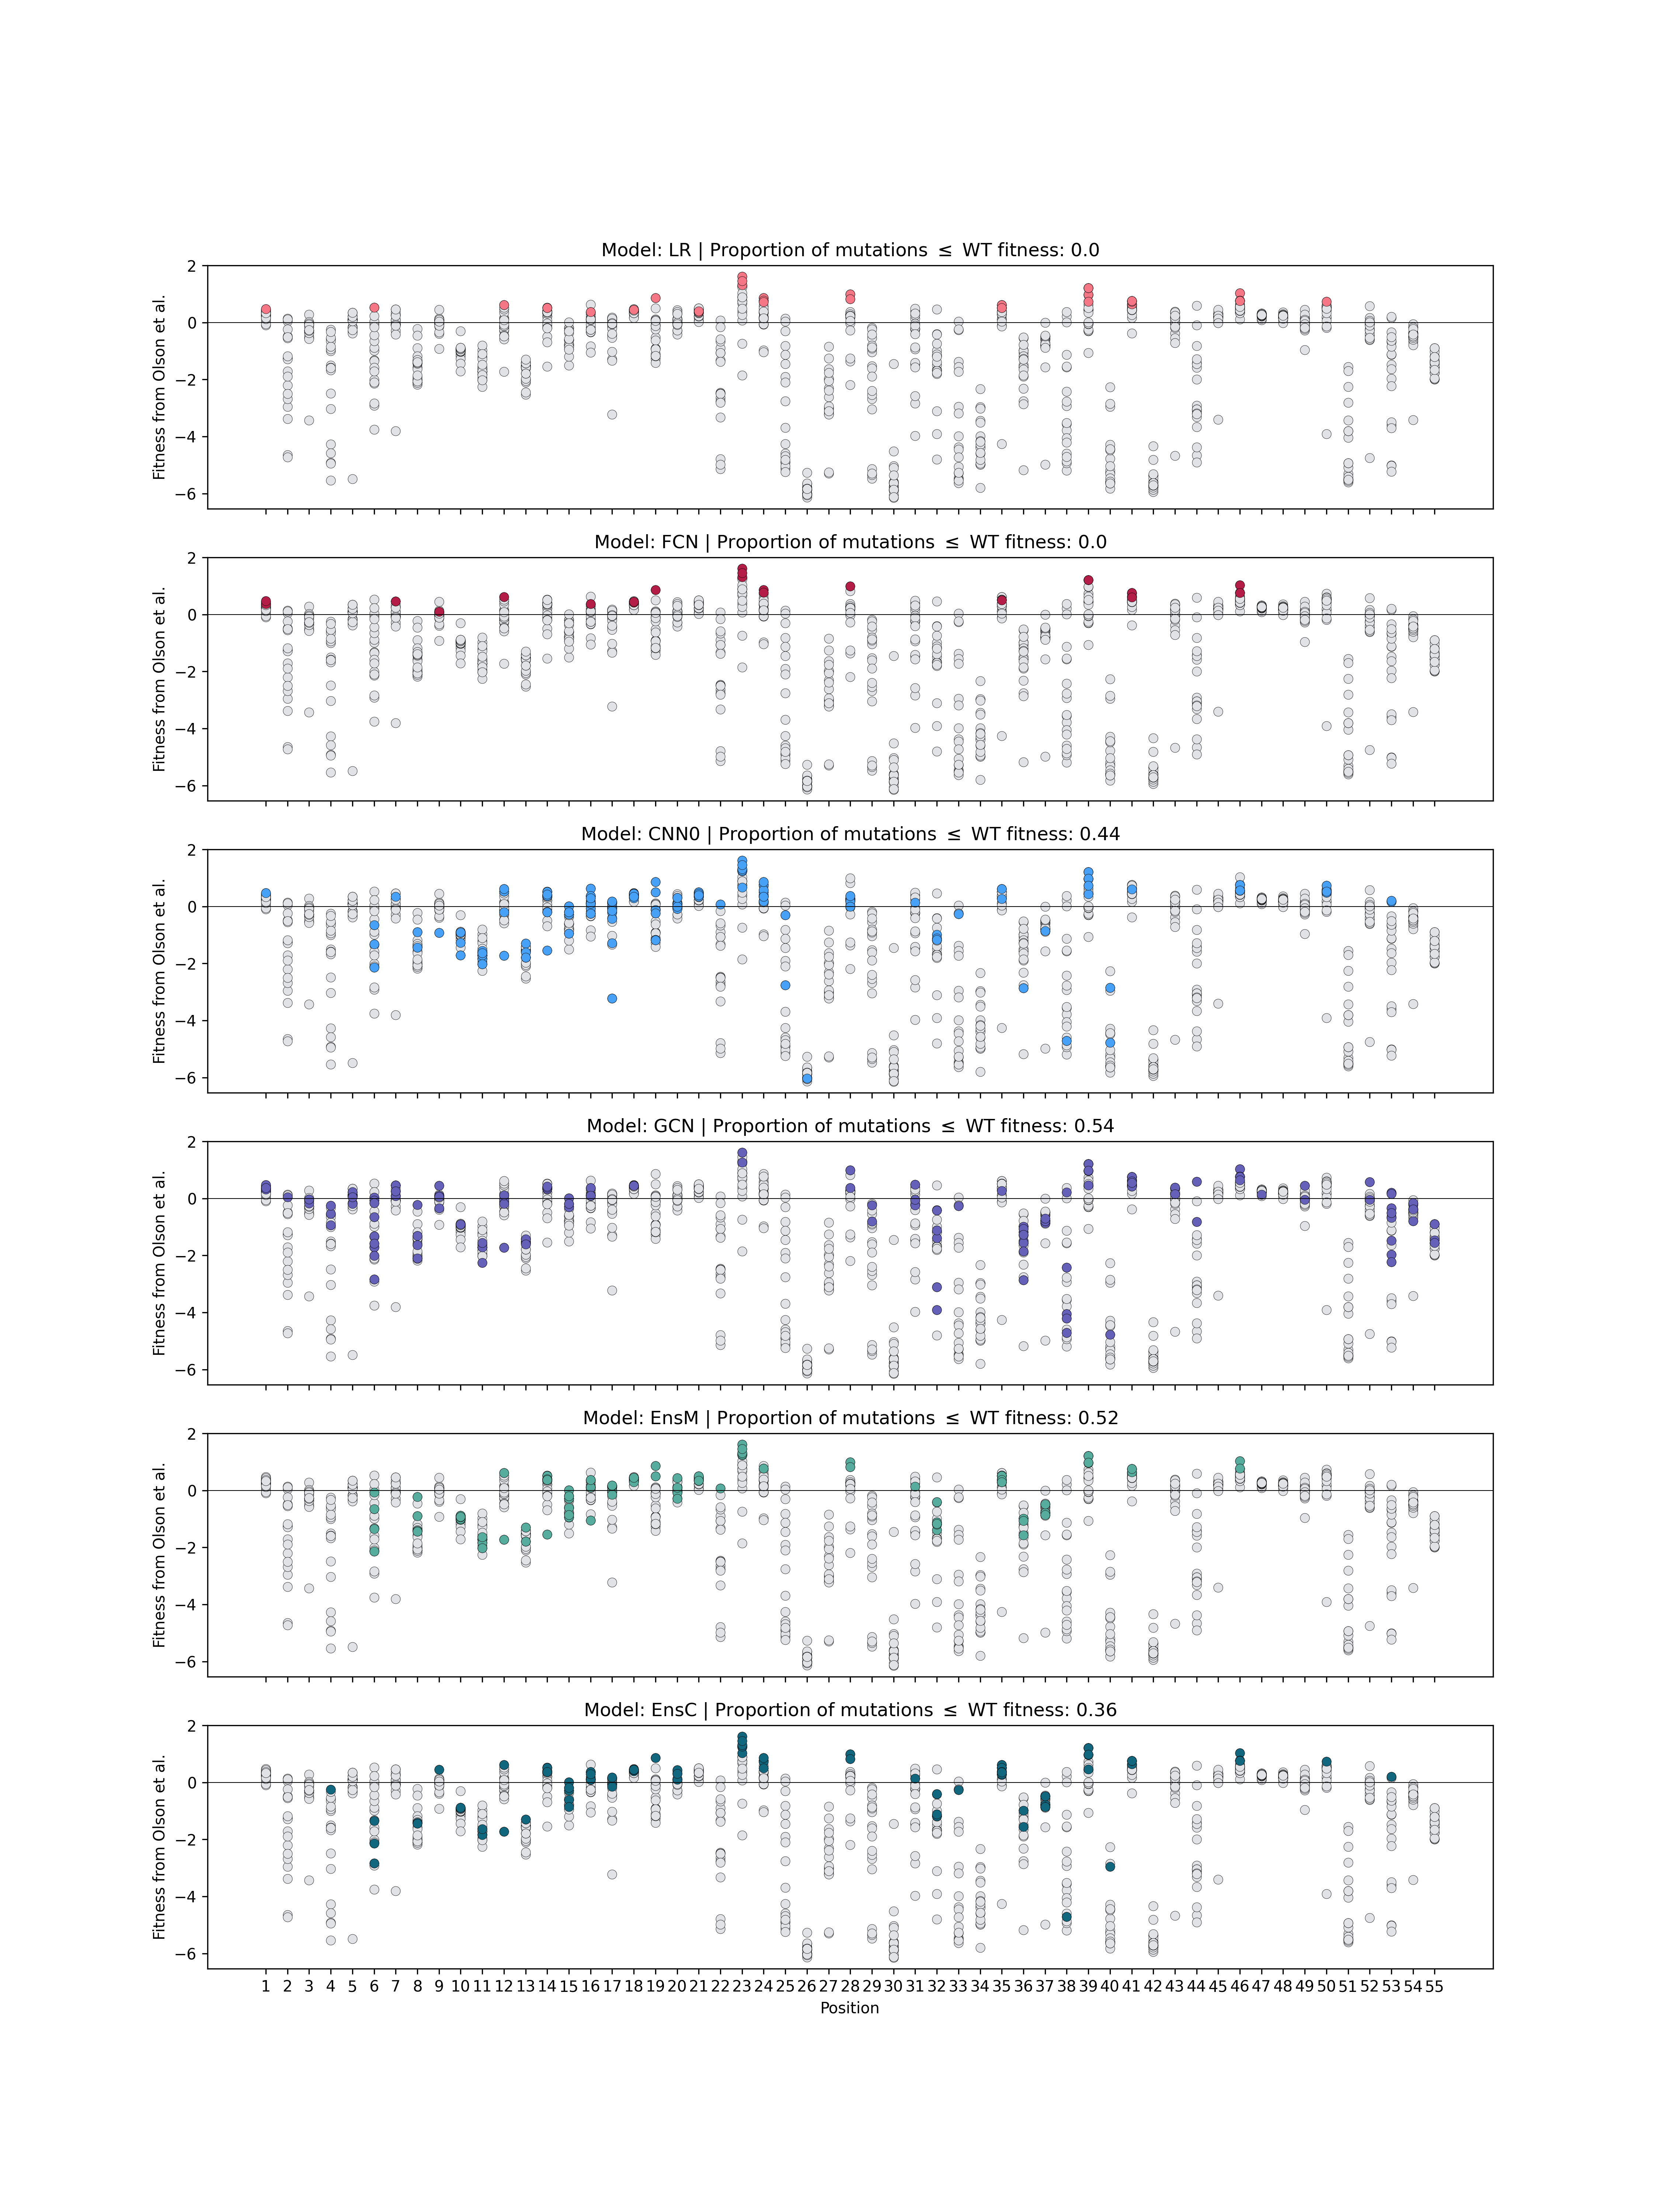 Model: LR | Proportion of mutations ≤ WT fitness: 0.0
2
0
−2
−4
−6
Fitness from Olson et al.
Model: FCN | Proportion of mutations ≤ WT fitness: 0.0
2
0
−2
−4
−6
Fitness from Olson et al.
Model: CNN0 | Proportion of mutations ≤ WT fitness: 0.44
2
0
−2
−4
−6
Fitness from Olson et al.
Model: GCN | Proportion of mutations ≤ WT fitness: 0.54
2
0
−2
−4
−6
Fitness from Olson et al.
Model: EnsM | Proportion of mutations ≤ WT fitness: 0.52
2
0
−2
−4
−6
Fitness from Olson et al.
Model: EnsC | Proportion of mutations ≤ WT fitness: 0.36
2
0
−2
−4
−6
Fitness from Olson et al.
1 2 3 4 5 6 7 8 9 10 11 12 13 14 15 16 17 18 19 20 21 22 23 24 25 26 27 28 29 30 31 32 33 34 35 36 37 38 39 40 41 42 43 44 45 46 47 48 49 50 51 52 53 54 55
Position